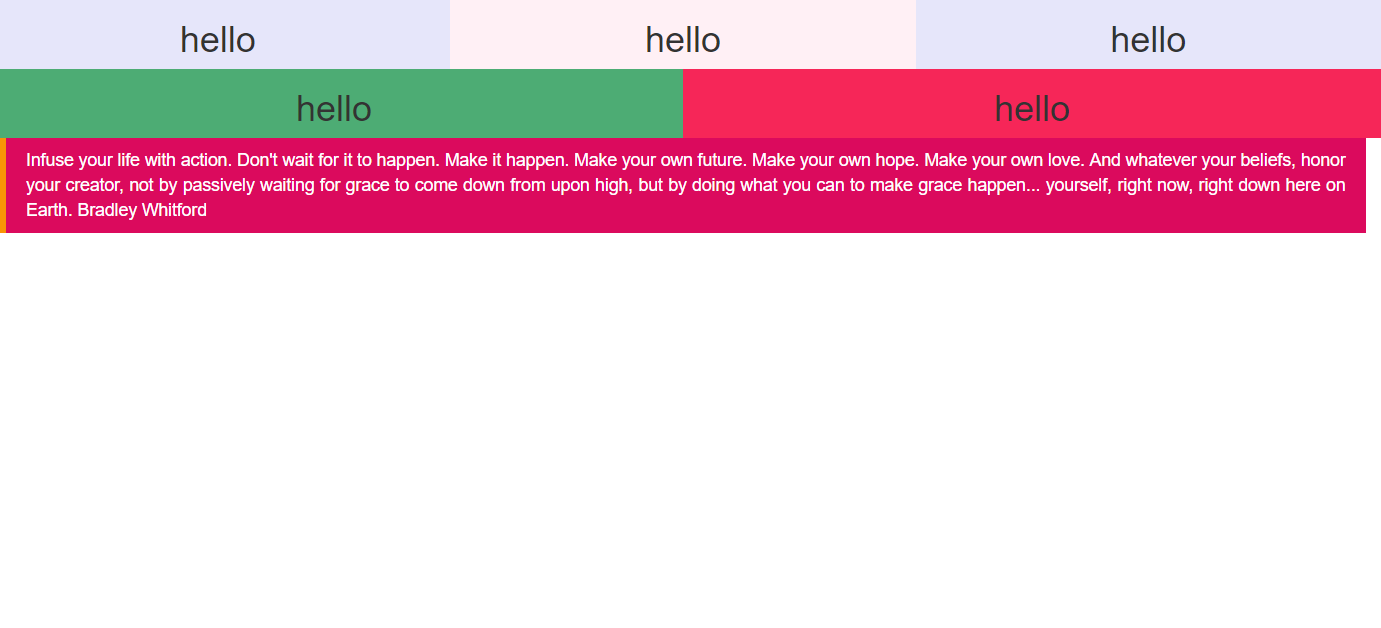 hello hello hello
hello hello
Infuse your life with action. Don't wait for it to happen. Make it happen. Make your own future. Make your own hope. Make your own love. And whatever your beliefs, honor
your creator, not by passively waiting for grace to come down from upon high, but by doing what you can to make grace happen... yourself, right now, right down here on
Earth. Bradley Whitford